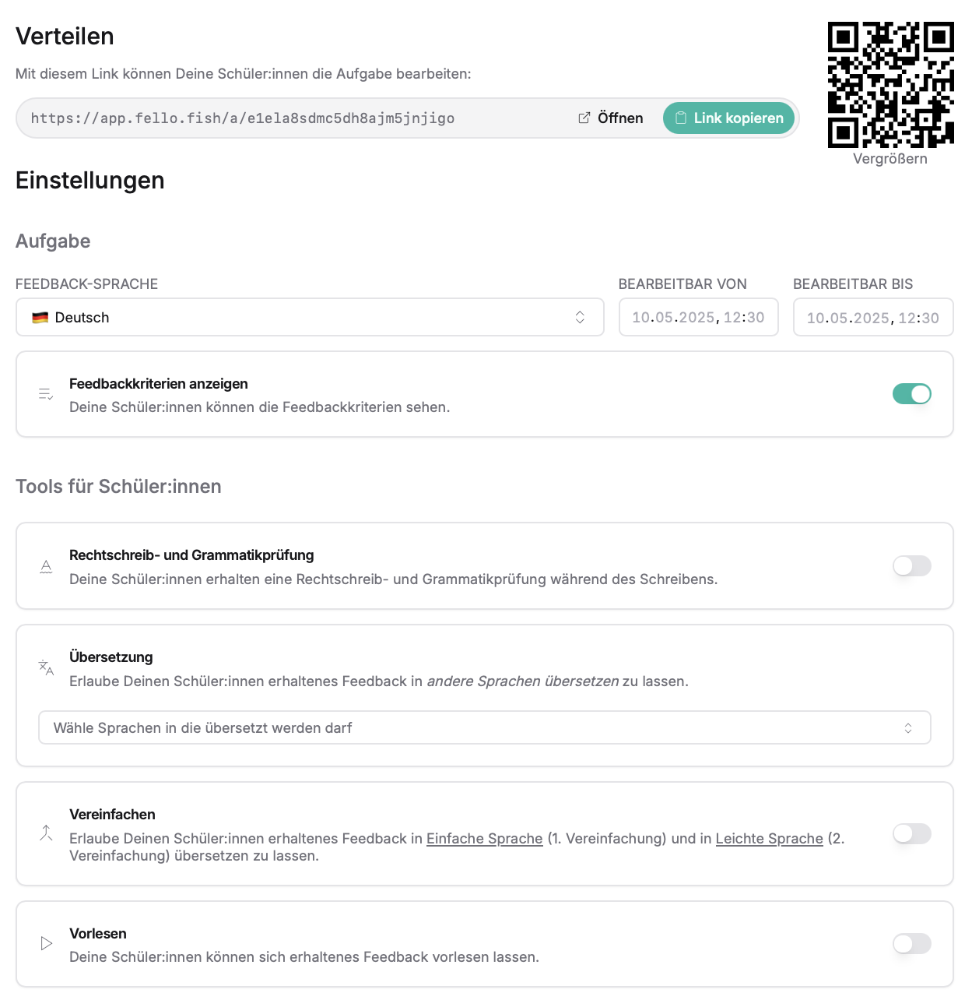 Verteilen
Mit diesem Link können Deine Schüler:innen die Aufgabe bearbeiten:
https://app.fello.fish/a/e1ela8sdmc5dh8ajm5jnjigo
Öffnen
Link kopieren
Vergrößern
Einstellungen
Aufgabe
FEEDBACK-SPRACHE
BEARBEITBAR VON
BEARBEITBAR BIS
Deutsch
10.05.2025, 12:30
10.05.2025, 12:30
Feedbackkriterien anzeigen
Deine Schüler:innen können die Feedbackkriterien sehen.
Tools für Schüler:innen
Rechtschreib- und Grammatikprüfung
Deine Schüler:innen erhalten eine Rechtschreib- und Grammatikprüfung während des Schreibens.
Übersetzung
Erlaube Deinen Schüler:innen erhaltenes Feedback in andere Sprachen übersetzen zu lassen.
Wähle Sprachen in die übersetzt werden darf
Vereinfachen
Erlaube Deinen Schüler:innen erhaltenes Feedback in Einfache Sprache (1. Vereinfachung) und in Leichte Sprache (2.
Vereinfachung) übersetzen zu lassen.
Vorlesen
Deine Schüler:innen können sich erhaltenes Feedback vorlesen lassen.